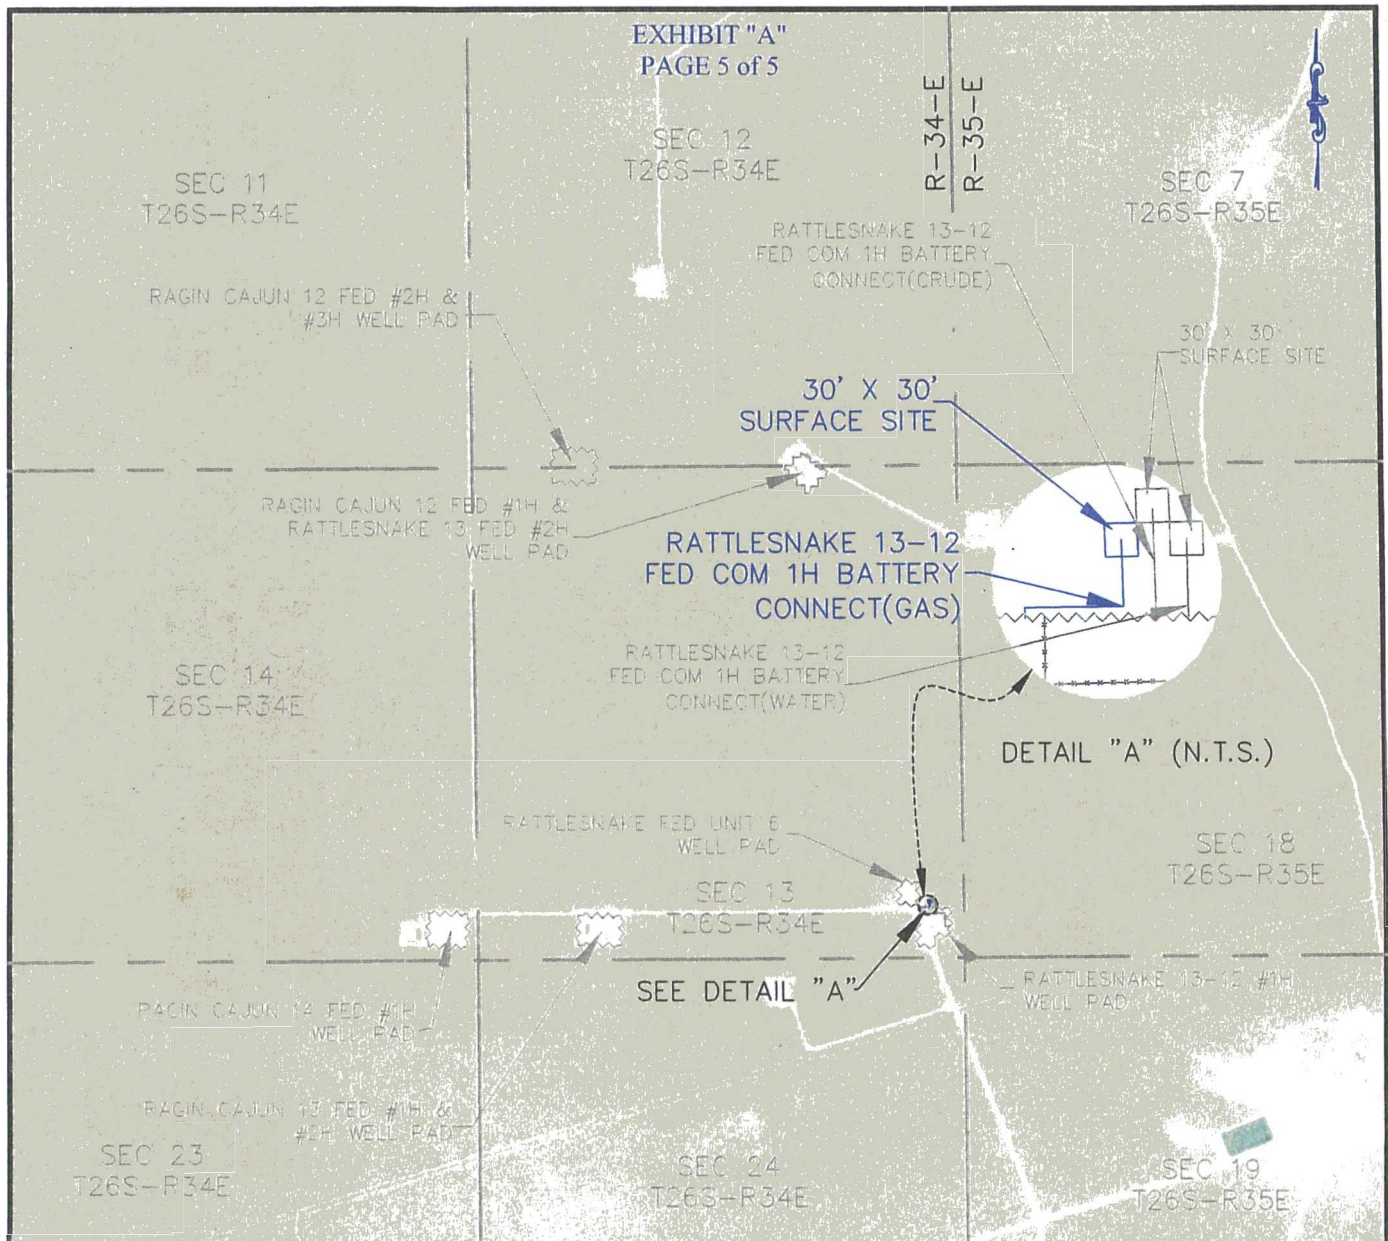 EXHIBIT "A"
PAGE 5 of 5
R-34-E
R-35-E
SEC 12
T26S-R34E
SEC 11
T26S-R34E
SEC 7
T26S-R35E
RATTLESNAKE 13-12
FED COM 1H BATTERY
CONNECT(CRUDE)
RAGIN CAJUN 12 FED #2H &
#3H WELL PAD
30' X 30'
SURFACE SITE
30' X 30'
SURFACE SITE
RAGIN CAJUN 12 FED #1H &
RATTLESNAKE 13 FED #2H
WELL PAD
RATTLESNAKE 13-12
FED COM 1H BATTERY
CONNECT(GAS)
RATTLESNAKE 13-12
FED COM 1H BATTERY
CONNECT(WATER)
SEC 14
T26S-R34E
DETAIL "A" (N.T.S.)
RATTLESNAKE FED UNIT 6
WELL PAD
SEC 18
T26S-R35E
SEC 13
T26S-R34E
SEE DETAIL "A"
RATTLESNAKE 13-12 #1H
WELL PAD
RAGIN CAJUN 14 FED #1H
WELL PAD
RAGIN CAJUN 13 FED #1H &
#2H WELL PAD
SEC 23
T26S-R34E
SEC 24
T26S-R34E
SEC 19
T26S-R35E